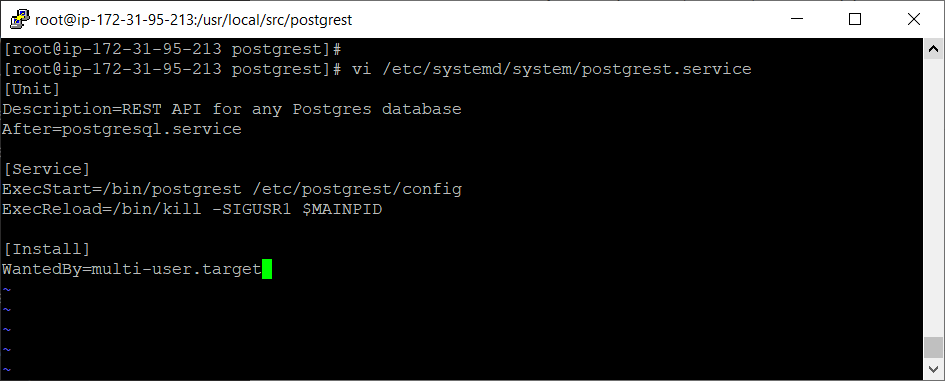 root@ip-172-31-95-213:/usr/local/src/postgrest
[root@ip-172-31-95-213 postgrest]#
[root@ip-172-31-95-213 postgrest]# vi /etc/systemd/system/postgrest.service
[Unit]
Description=REST API for any Postgres database
After=postgresql.service
[Service]
ExecStart=/bin/postgrest /etc/postgrest/config
ExecReload=/bin/kill -SIGUSR1 $MAINPID
[Install]
WantedBy=multi-user.target
~
~
~
~
~